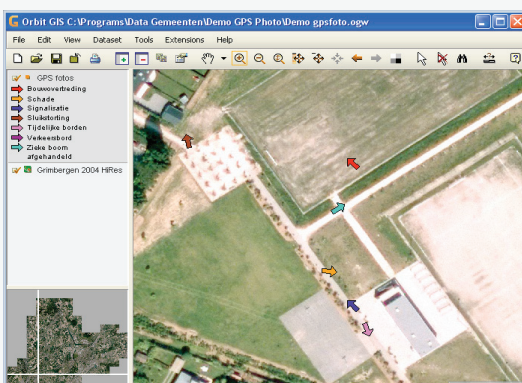 Orbit GIS C:\Programs\Data Gemeenten\Demo GPS Photo\Demo gpsfoto.ogw
File Edit View Dataset Tools Extensions Help
GPS fotos
Bouwovertreding
Schade
Signalisatie
Sluikstorting
Tijdelijke borden
Verkeersbord
Zieke boom
afgehandeld
Grimbergen 2004 HiRes